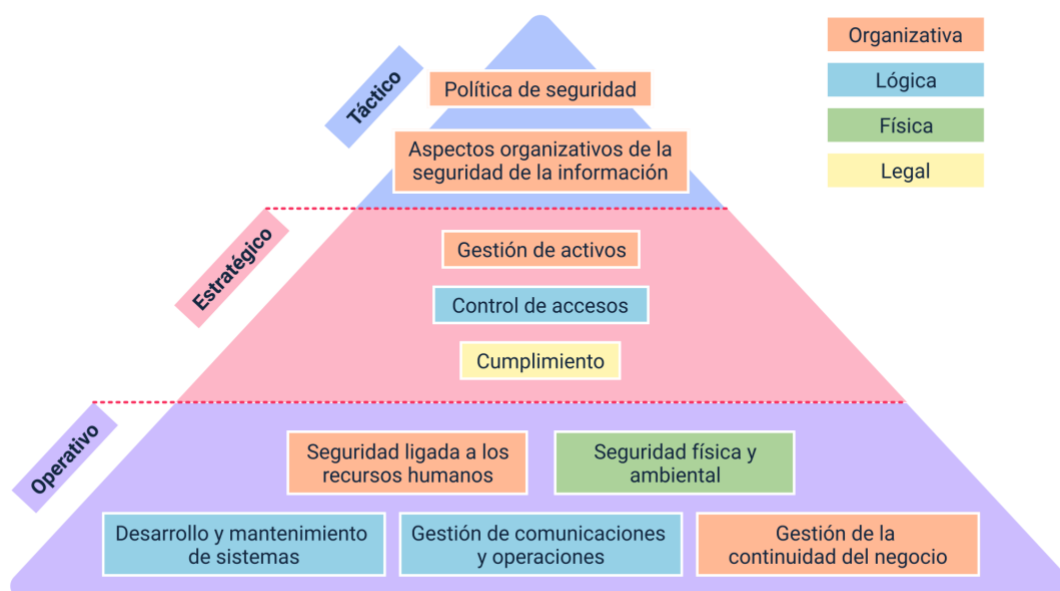 Táctico
Política de seguridad
Aspectos organizativos de la
seguridad de la información
Organizativa
Lógica
Física
Legal
Estratégico
Gestión de activos
Control de accesos
Cumplimiento
Operativo
Seguridad ligada a los
recursos humanos
Seguridad física y
ambiental
Desarrollo y mantenimiento
de sistemas
Gestión de comunicaciones
y operaciones
Gestión de la
continuidad del negocio